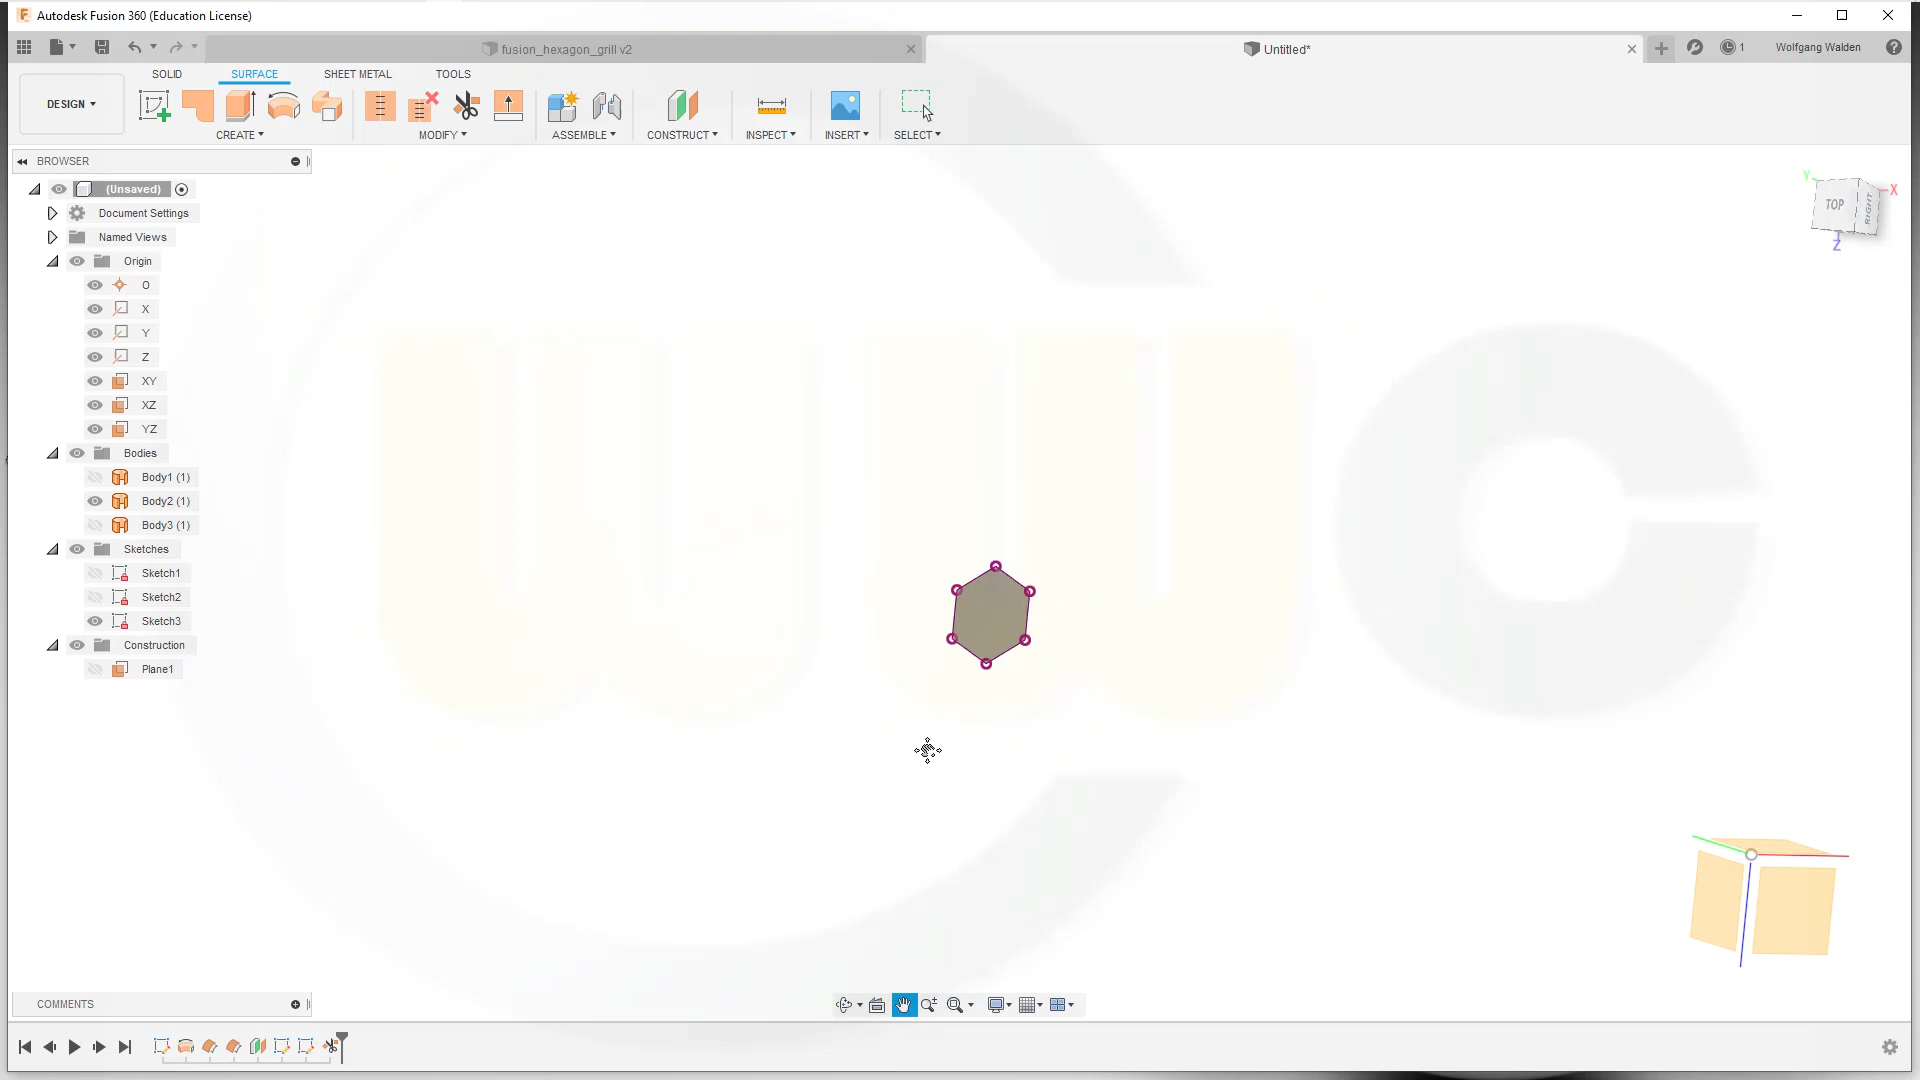 Autodesk Fusion 360 (Education License)
fusion_hexagon_grill v2
Untitled*
1
Wolfgang Walden
SOLID
SURFACE
SHEET METAL
TOOLS
DESIGN
CREATE
MODIFY
ASSEMBLE
CONSTRUCT
INSPECT
INSERT
SELECT
BROWSER
(Unsaved)
Document Settings
Named Views
Origin
O
X
Y
Z
XY
XZ
YZ
Bodies
Body1 (1)
Body2 (1)
Body3 (1)
Sketches
Sketch1
Sketch2
Sketch3
Construction
Plane1
Y
X
TOP
RIGHT
Z
wwc
COMMENTS